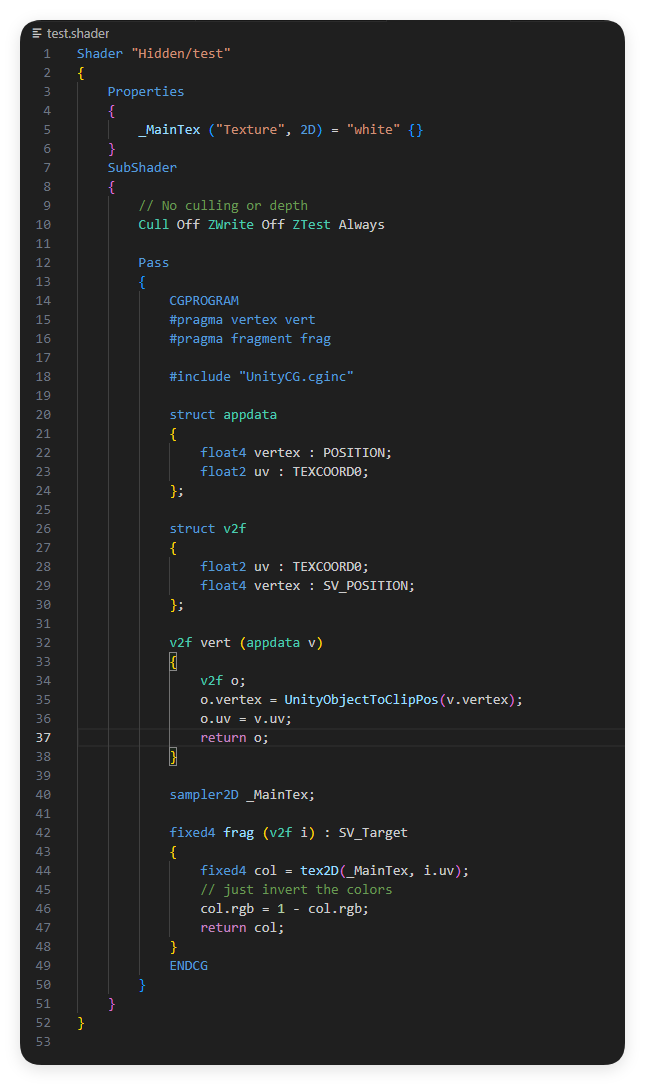 test.shader
1 Shader "Hidden/test"
2 {
3 Properties
4 {
5 _MainTex ("Texture", 2D) = "white" {}
6 }
7 SubShader
8 {
9 // No culling or depth
10 Cull Off ZWrite Off ZTest Always
11
12 Pass
13 {
14 CGPROGRAM
15 #pragma vertex vert
16 #pragma fragment frag
17
18 #include "UnityCG.cginc"
19
20 struct appdata
21 {
22 float4 vertex : POSITION;
23 float2 uv : TEXCOORD0;
24 };
25
26 struct v2f
27 {
28 float2 uv : TEXCOORD0;
29 float4 vertex : SV_POSITION;
30 };
31
32 v2f vert (appdata v)
33 {
34 v2f o;
35 o.vertex = UnityObjectToClipPos(v.vertex);
36 o.uv = v.uv;
37 return o;
38 }
39
40 sampler2D _MainTex;
41
42 fixed4 frag (v2f i) : SV_Target
43 {
44 fixed4 col = tex2D(_MainTex, i.uv);
45 // just invert the colors
46 col.rgb = 1 - col.rgb;
47 return col;
48 }
49 ENDCG
50 }
51 }
52 }
53